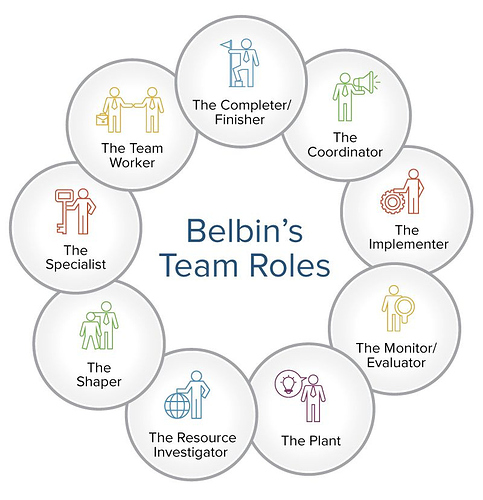 Belbin's
Team Roles
The Completer/
Finisher
The
Coordinator
The
Implementer
The Monitor/
Evaluator
The Plant
The Resource
Investigator
The
Shaper
The
Specialist
The Team
Worker